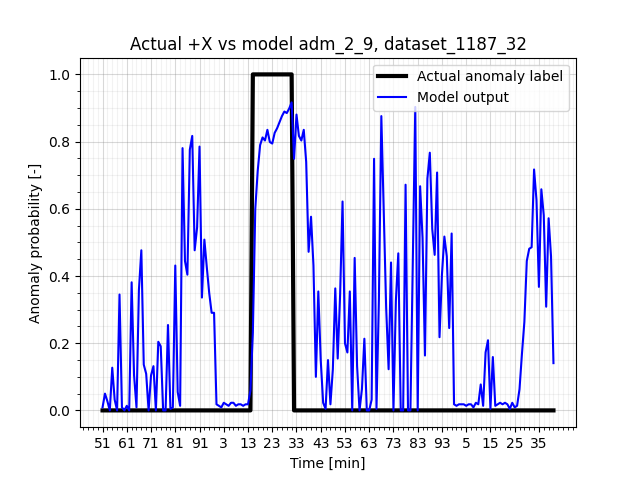 Actual +X vs model adm_2_9, dataset_1187_32
Actual anomaly label
Model output
Anomaly probability [-]
1.0
0.8
0.6
0.4
0.2
0.0
51 61 71 81 91 3 13 23 33 43 53 63 73 83 93 5 15 25 35
Time [min]